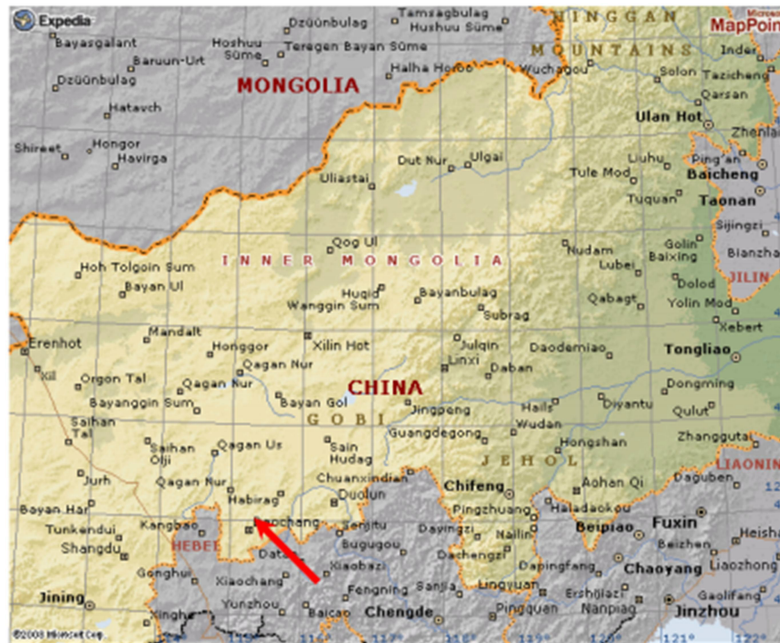 Expedia
Tamsagbulag
Dzüünbulag
Hushuu Süme
HINGGAN
MapPoin
Bayasgalant
Hoshuu
Süme
Teregen Bayan Süme
MOUNTAINS
Inder
Baruun-Urt
Halha Horoo
Wuchagou
Solon
Tazicheng
Dzüünbulag
MONGOLIA
Qarsan
Hatavch
Ulan Hot
Zhenla
Shireet
Hongor
Havirga
Dut Nur
Ulgai
Liuhu
Ping'an
Uliastai
Tule Mod
Baicheng
Tuquan
Taonan
Sijingzi
Qog Ul
Nudam
Golin
Baixing
Bianzha
INNER MONGOLIA
Hoh Tolgoin Sum
Lubei
JILIN
Bayan Ul
Huqid
Bayanbulag
Dolod
Wanggin Sum
Subrag
Qabagt
Yolin Mod
Mandalt
Xilin Hot
Julqin
Xebert
Erenhot
Honggor
Linxi
Daodemiao
Tongliao
Xil
Qagan Nur
Daban
Orgon Tal
Qagan Nur
CHINA
Dongming
Bayanggin Sum
Bayan Gol
Jingpeng
Hails
Diyantu
Qulut
Saihan
Tal
GOBI
Wudan
Saihan
Olji
Qagan Us
Sain
Hudag
Guangdegong
Hongshan
Zhanggutai
JEHOL
LIAONIN
Jurh
Qagan Nur
Chuanxindian
Chifeng
Aohan Qi
Daguben
Habirag
Duolun
Bayan Har
Pingzhuang
Haladaokou
Fuxin
Kangbao
Senjitu
Dayingzi
Nailin
Beipiao
Tunkendui
HEBEI
Bugugou
Beizhen
Heisha
Shangdu
Dachengzi
Dapingfang
Chaoyang
Liaozhong
Gonghui
Xiaochang
Xiaobazi
Lingyuan
Jining
Fengning
Sanjia
Ershijiazi
Gaolifang
Yunzhou
Baicao
Chengde
Pingquan
Nanpiao
Jinzhou
Xinghe